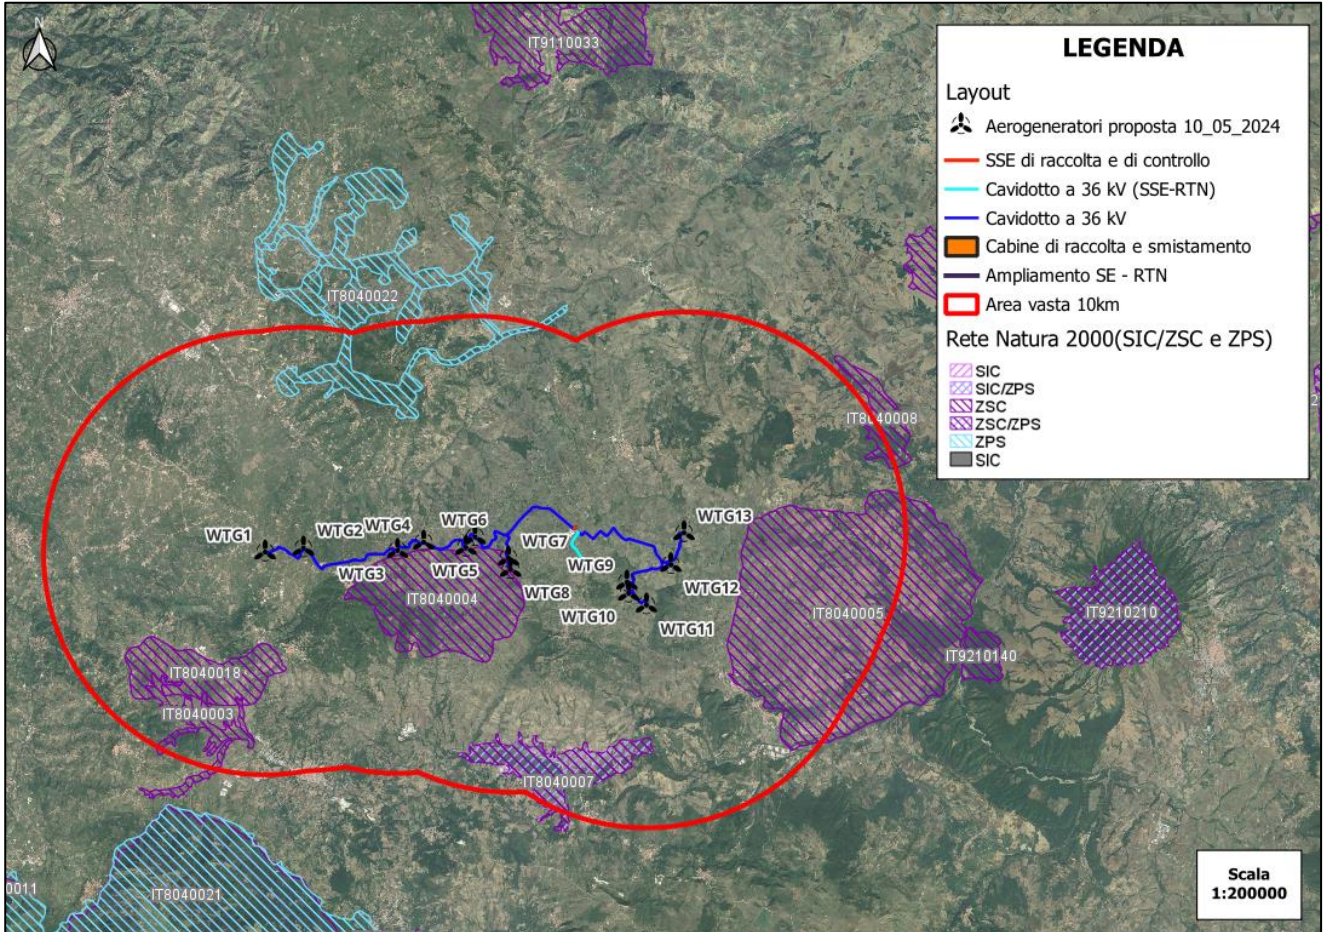 N
IT9110033
LEGENDA
Layout
Aerogeneratori proposta 10_05_2024
SSE di raccolta e di controllo
Cavidotto a 36 kV (SSE-RTN)
Cavidotto a 36 kV
Cabine di raccolta e smistamento
Ampliamento SE - RTN
Area vasta 10km
Rete Natura 2000(SIC/ZSC e ZPS)
SIC
SIC/ZPS
ZSC
ZSC/ZPS
ZPS
SIC
IT8040022
IT8040008
2
WTG1
WTG2
WTG4
WTG6
WTG13
WTG7
WTG3
WTG5
WTG9
WTG8
WTG12
IT8040004
WTG10
WTG11
IT8040005
IT9210210
IT9210140
IT8040018
IT8040003
IT8040007
0011
IT8040021
Scala
1:200000